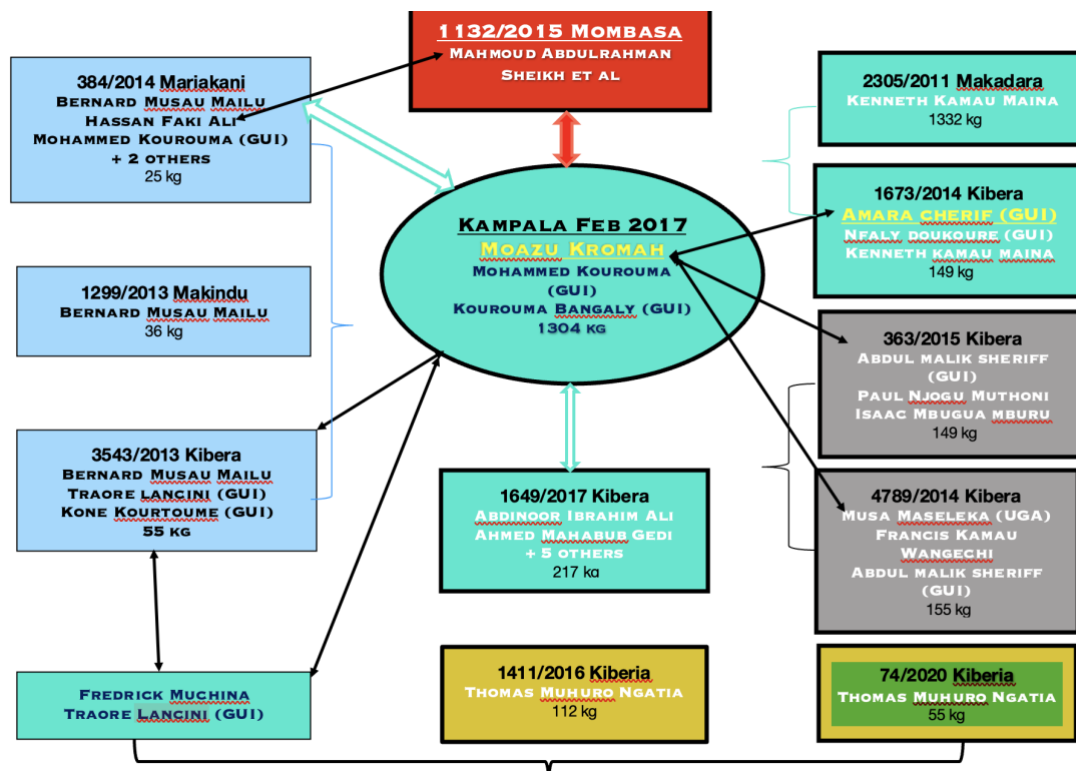 1132/2015 MOMBASA
MAHMOUD ABDULRAHMAN
SHEIKH ET AL
384/2014 Mariakani
BERNARD MUSAU MAILU
HASSAN FAKI ALI
MOHAMMED KOUROUMA (GUI)
+ 2 OTHERS
25 kg
1299/2013 Makindu
BERNARD MUSAU MAILU
36 kg
3543/2013 Kibera
BERNARD MUSAU MAILU
TRAORE LANCINI (GUI)
KONE KOURTOUME (GUI)
55 KG
FREDRICK MUCHINA
TRAORE LANCINI (GUI)
KAMPALA FEB 2017
MOAZU KROMAH
MOHAMMED KOUROUMA
(GUI)
KOUROUMA BANGALY (GUI)
1304 KG
1649/2017 Kibera
ABDINOOR IBRAHIM ALI
AHMED MAHABUB GEDI
+ 5 OTHERS
217 kg
1411/2016 Kiberia
THOMAS MUHURO NGATIA
112 kg
2305/2011 Makadara
KENNETH KAMAU MAINA
1332 kg
1673/2014 Kibera
AMARA CHERIF (GUI)
NFALY DOUKOURE (GUI)
KENNETH KAMAU MAINA
149 kg
363/2015 Kibera
ABDUL MALIK SHERIFF
(GUI)
PAUL NJOGU MUTHONI
ISAAC MBUGUA MBURU
149 kg
4789/2014 Kibera
MUSA MASELEKA (UGA)
FRANCIS KAMAU
WANGECHI
ABDUL MALIK SHERIFF
(GUI)
155 kg
74/2020 Kiberia
THOMAS MUHURO NGATIA
55 kg